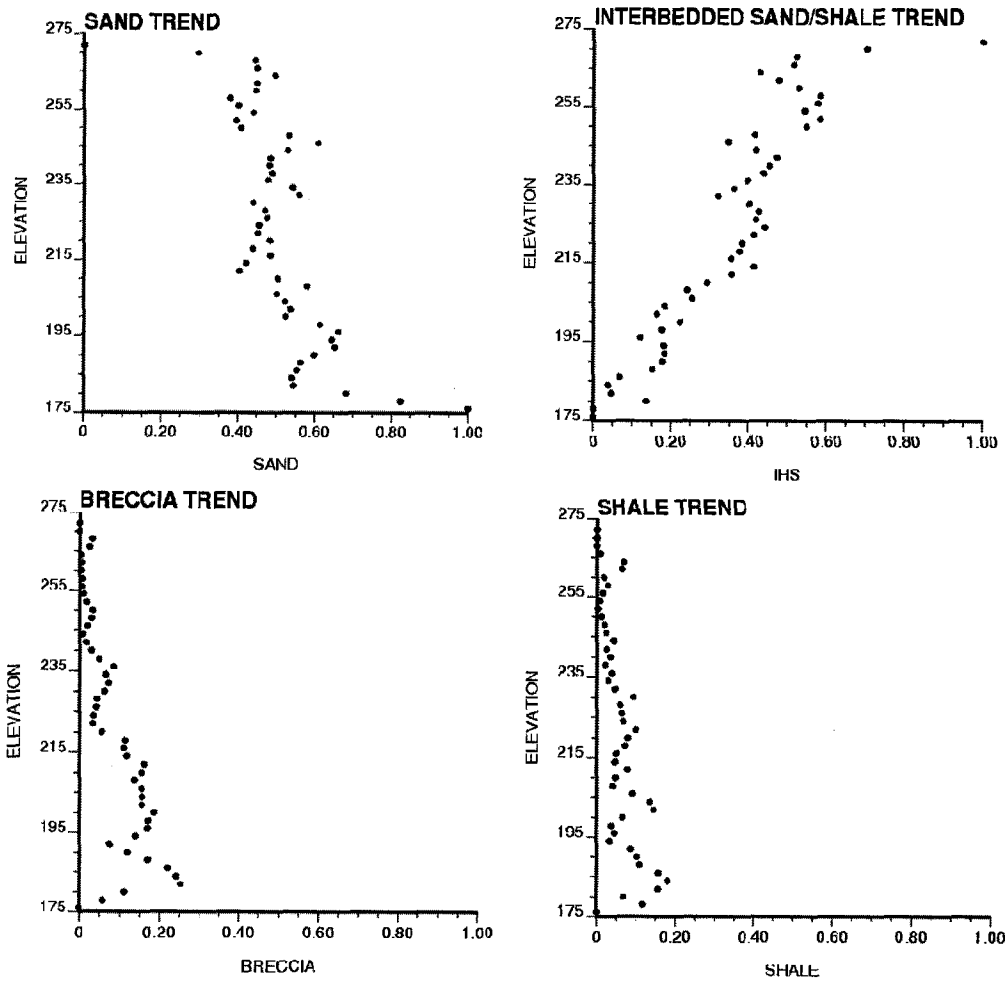 SAND TREND
275
255
235
215
195
175
ELEVATION
0 0.20 0.40 0.60 0.80 1.00
SAND
INTERBEDDED SAND/SHALE TREND
275
255
235
215
195
175
ELEVATION
0 0.20 0.40 0.60 0.80 1.00
IHS
BRECCIA TREND
275
255
235
215
195
175
ELEVATION
0 0.20 0.40 0.60 0.80 1.00
BRECCIA
SHALE TREND
275
255
235
215
195
175
ELEVATION
0 0.20 0.40 0.60 0.80 1.00
SHALE